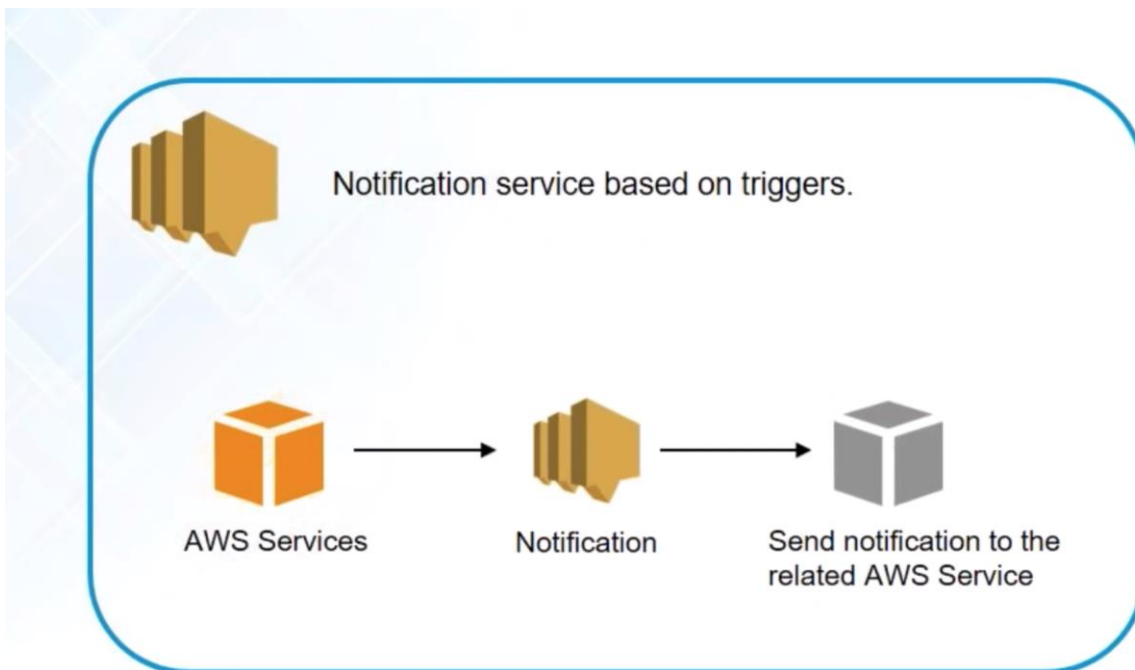 Notification service based on triggers.
AWS Services
Notification
Send notification to the
related AWS Service